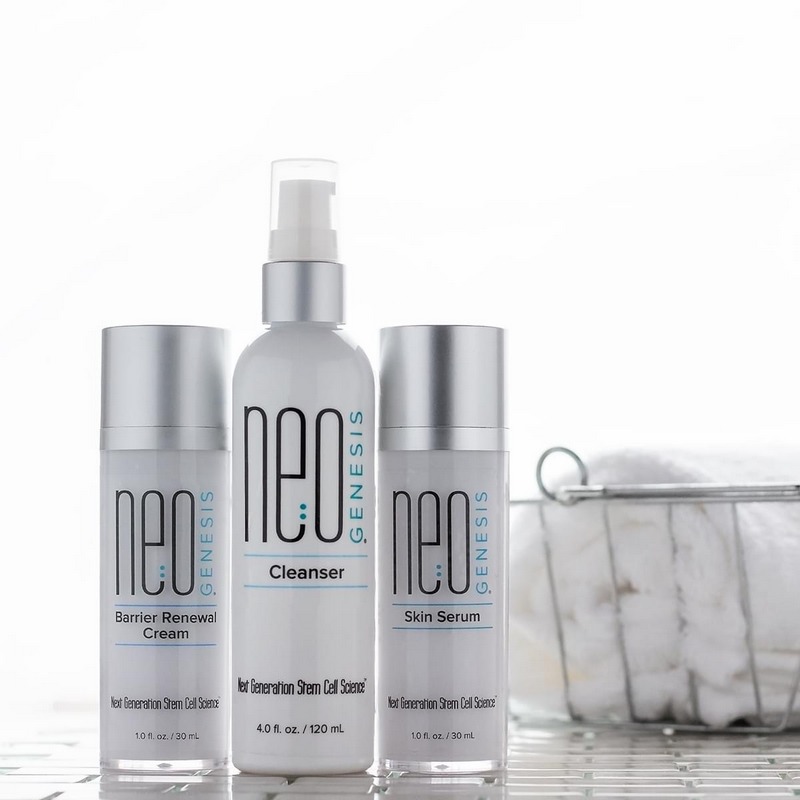 neo
GENESIS
Barrier Renewal
Cream
Next Generation Stem Cell Science
1.0 fl. oz. / 30 mL
neo
GENESIS®
Cleanser
Next Generation Stem Cell Science™
4.0 fl. oz. / 120 mL
neo
GENESIS
Skin Serum
Next Generation Stem Cell Science™
1.0 fl. oz. / 30 mL